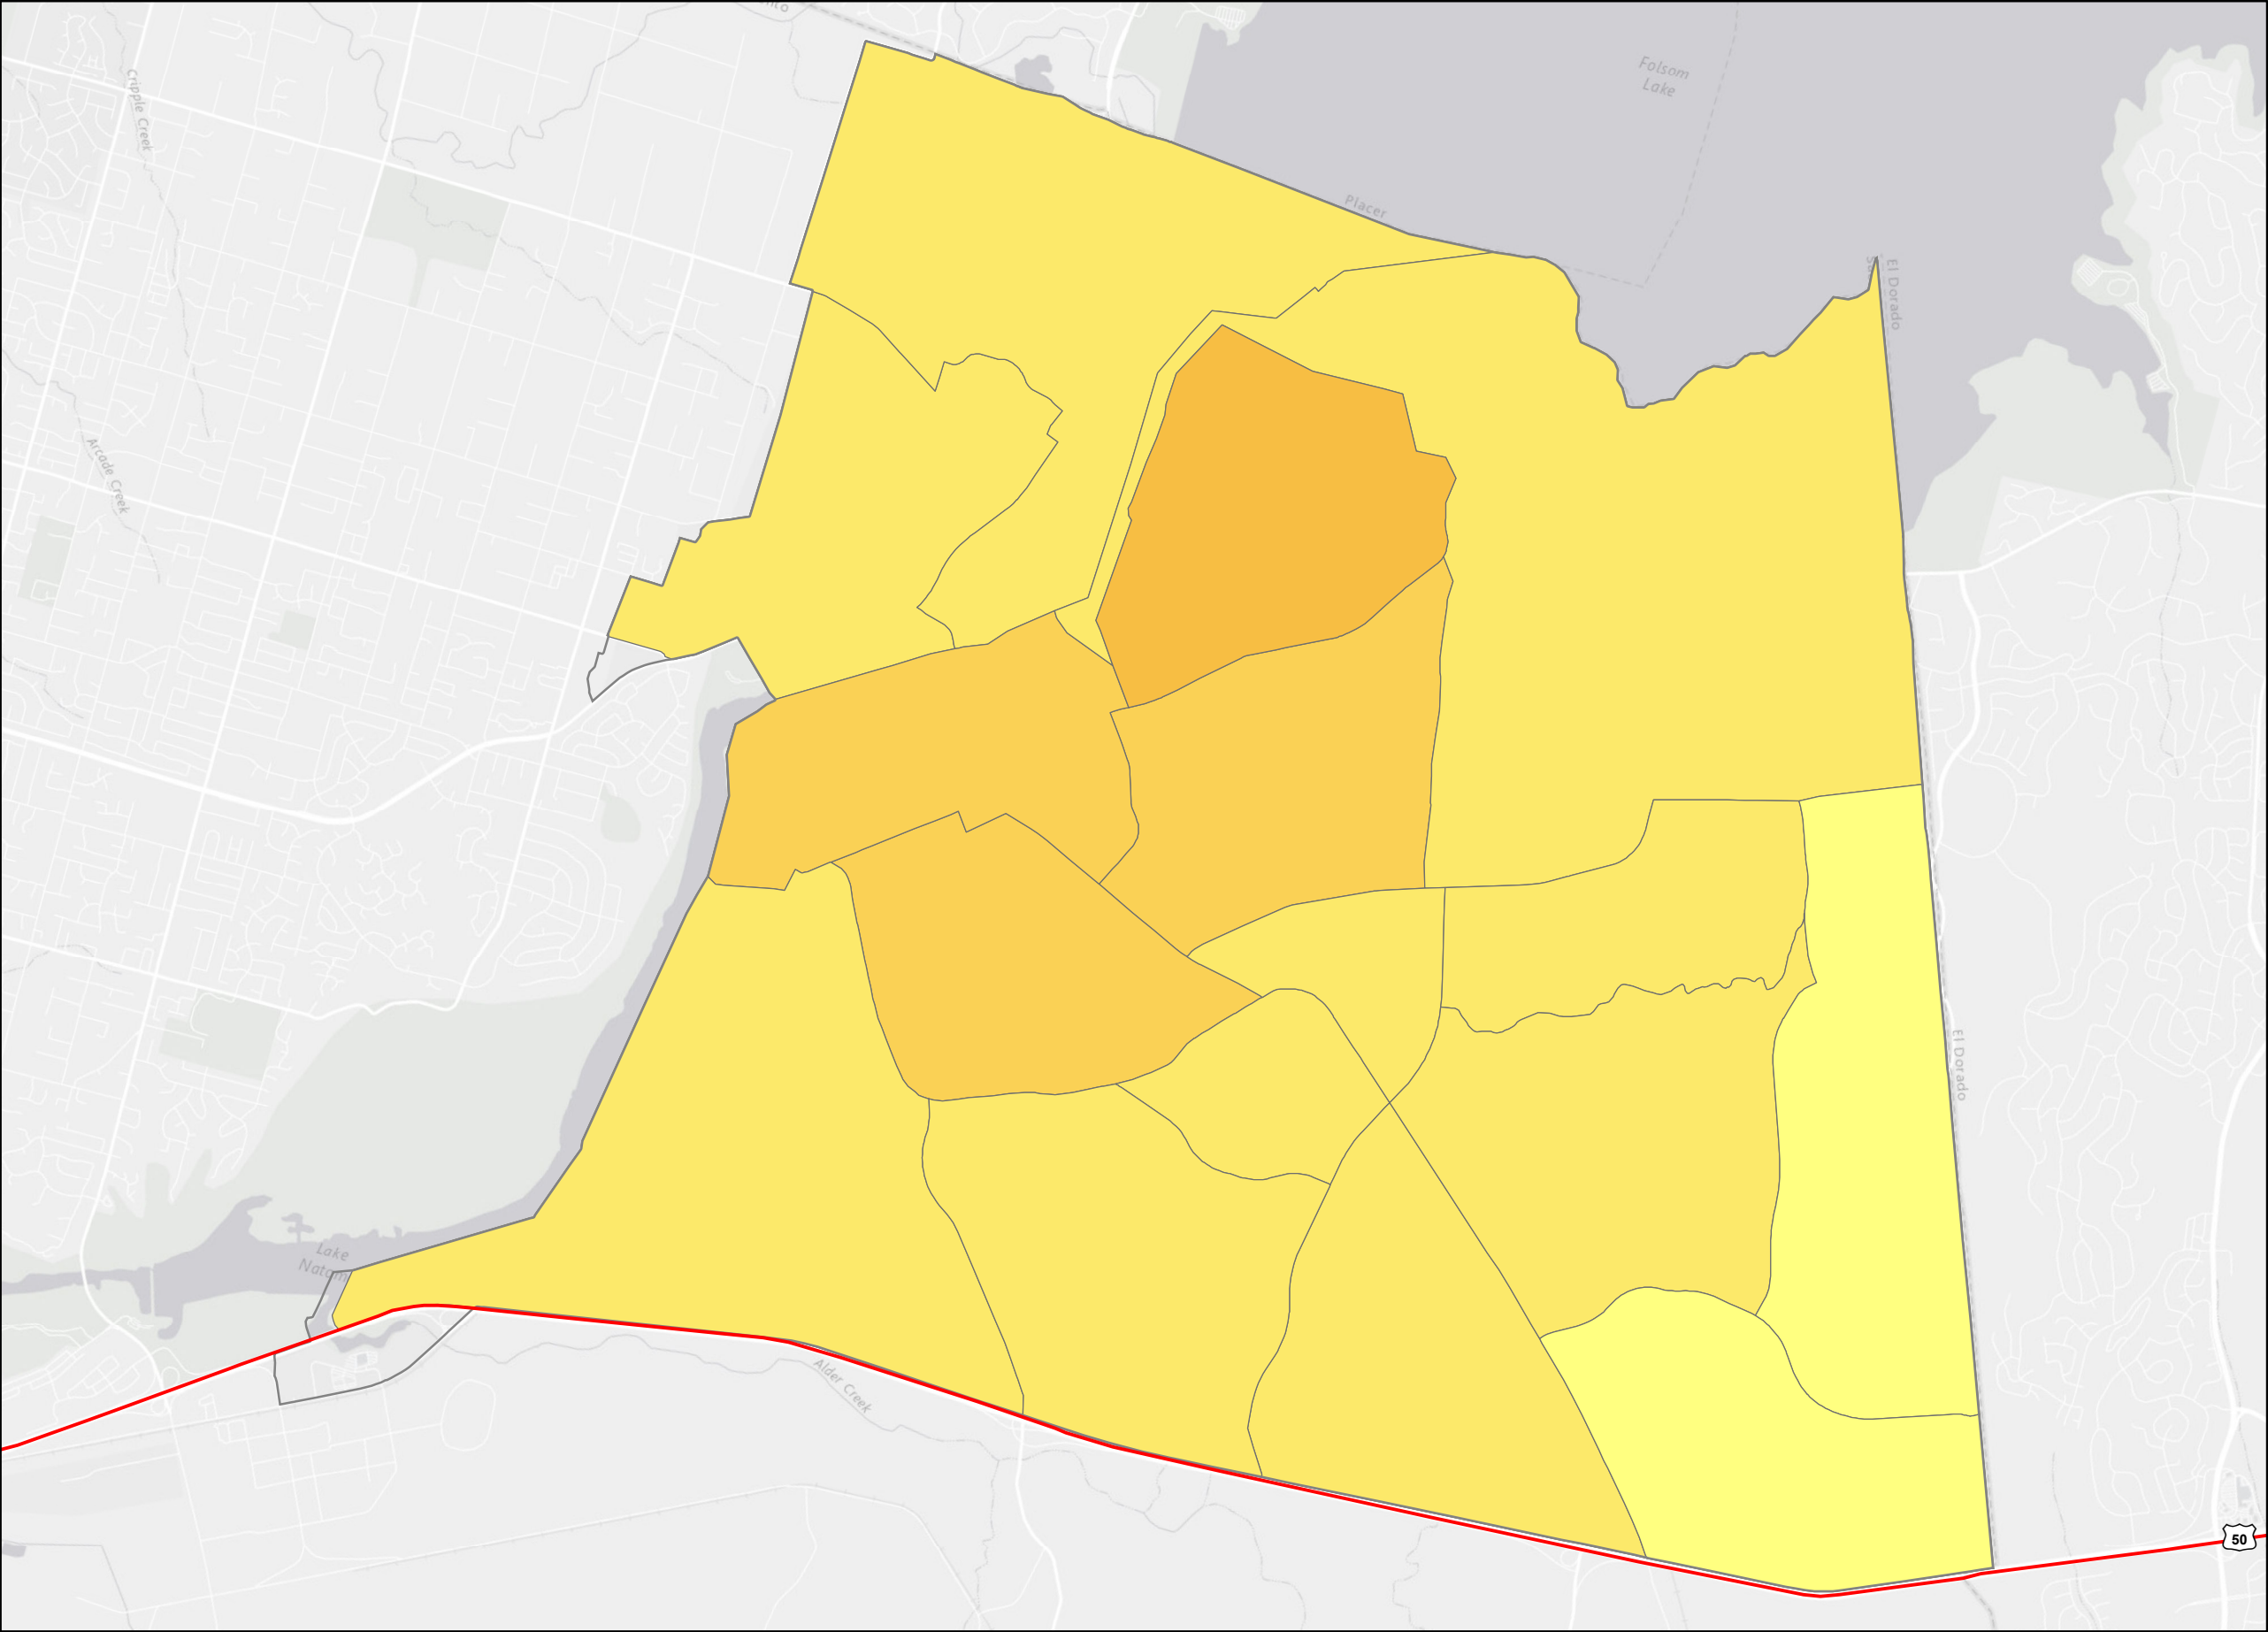 Folsom
Lake
Cripple Creek
Placer
El Dorado
Arcade Creek
El Dorado
Lake
Natom
Alder Creek
50